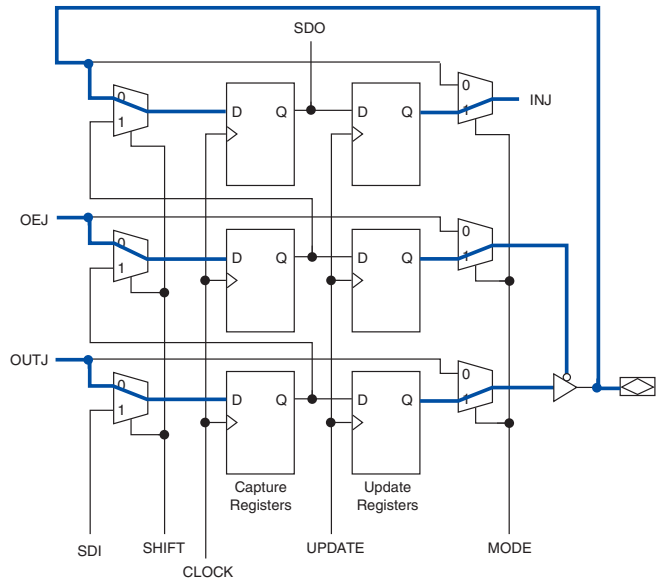 SDO
0
1
D Q
D Q
0
1
INJ
OEJ
0
1
D Q
D Q
0
1
OUTJ
0
1
D Q
D Q
0
1
Capture
Registers
Update
Registers
SDI
SHIFT
CLOCK
UPDATE
MODE